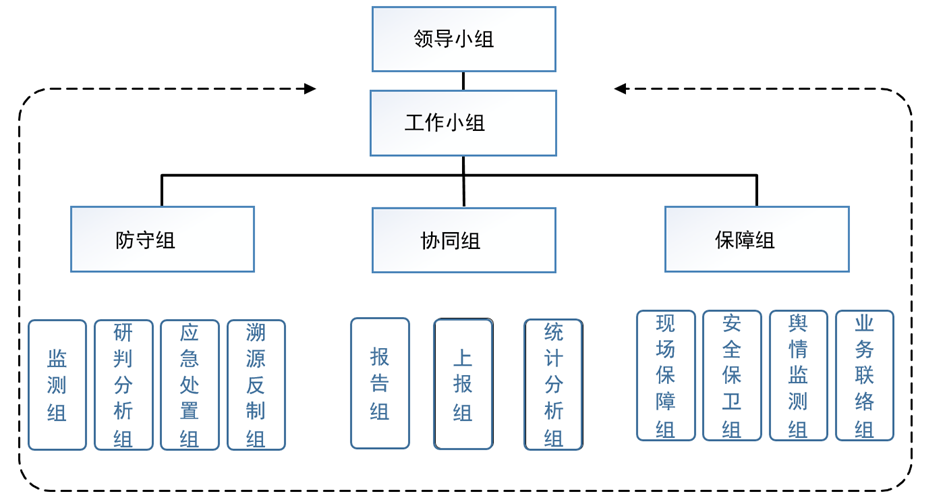 领导小组
工作小组
防守组
协同组
保障组
监测组
研判分析组
应急处置组
溯源反制组
报告组
上报组
统计分析组
现场保障组
安全保卫组
舆情监测组
业务联络组